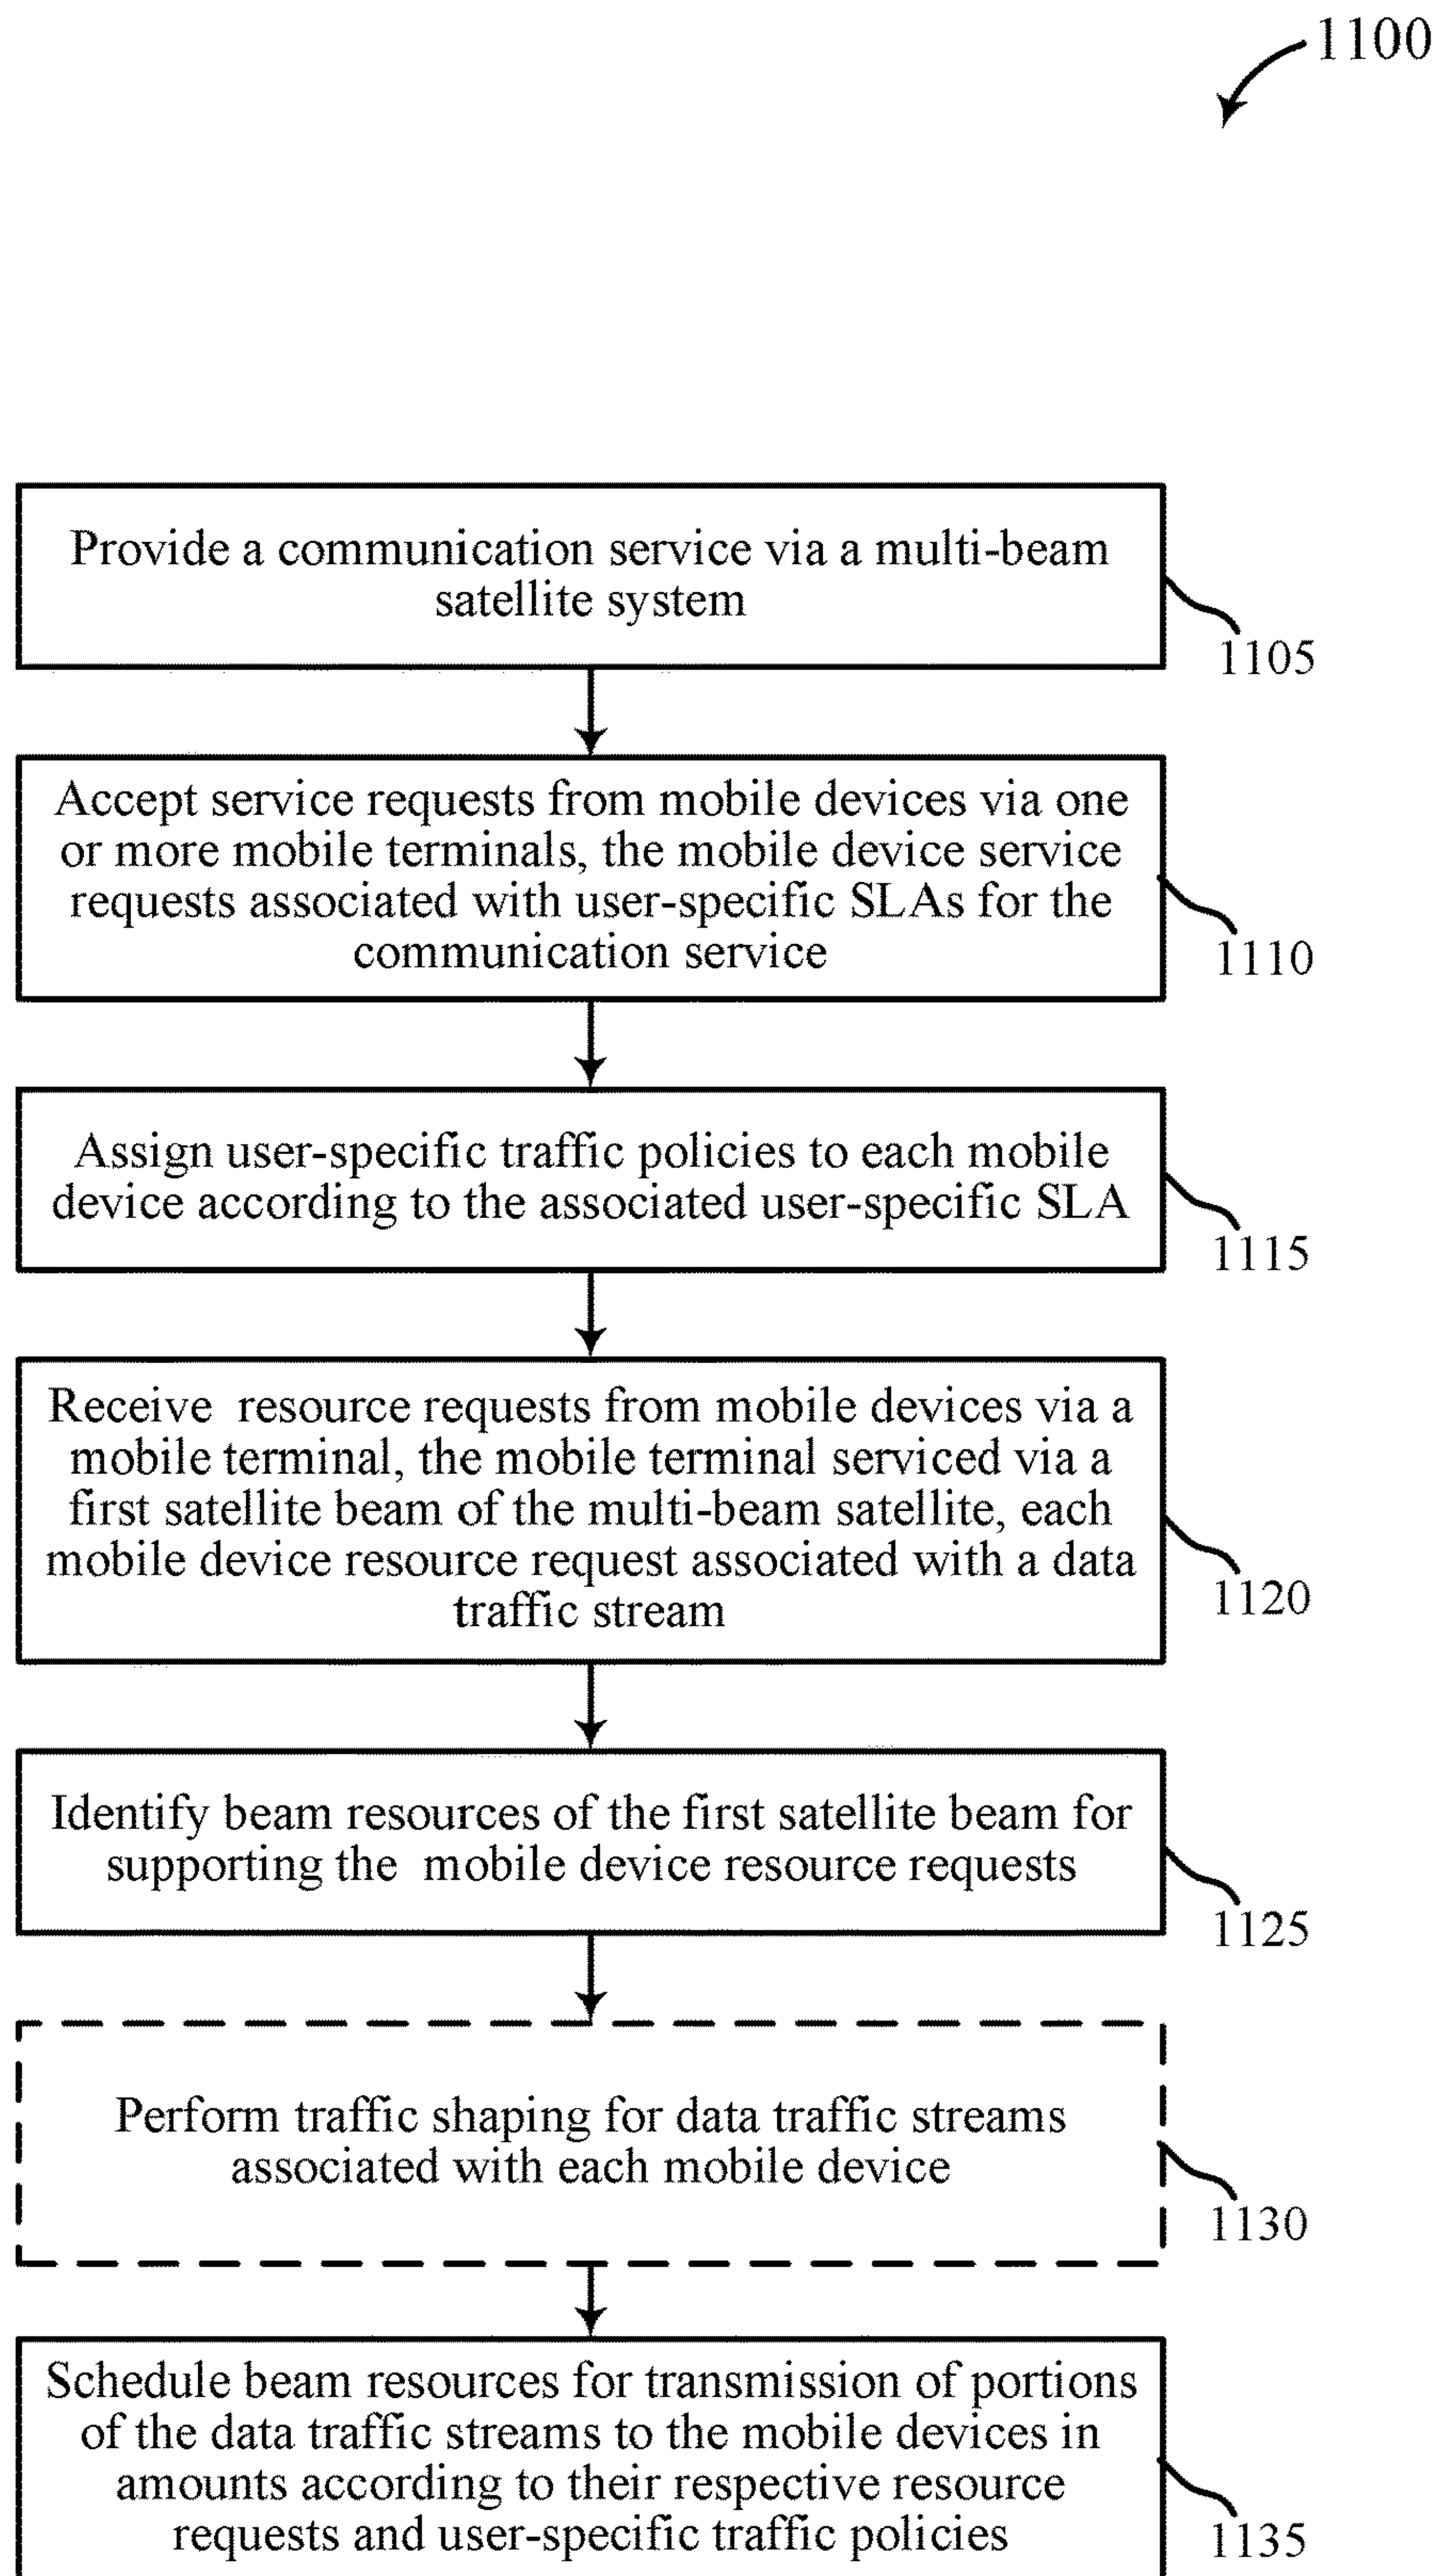 1100
Provide a communication service via a multi-beam
satellite system
1105
Accept service requests from mobile devices via one
or more mobile terminals, the mobile device service
requests associated with user-specific SLAs for the
communication service
1110
Assign user-specific traffic policies to each mobile
device according to the associated user-specific SLA
1115
Receive resource requests from mobile devices via a
mobile terminal, the mobile terminal serviced via a
first satellite beam of the multi-beam satellite, each
mobile device resource request associated with a data
traffic stream
1120
Identify beam resources of the first satellite beam for
supporting the mobile device resource requests
1125
Perform traffic shaping for data traffic streams
associated with each mobile device
1130
Schedule beam resources for transmission of portions
of the data traffic streams to the mobile devices in
amounts according to their respective resource
requests and user-specific traffic policies
1135